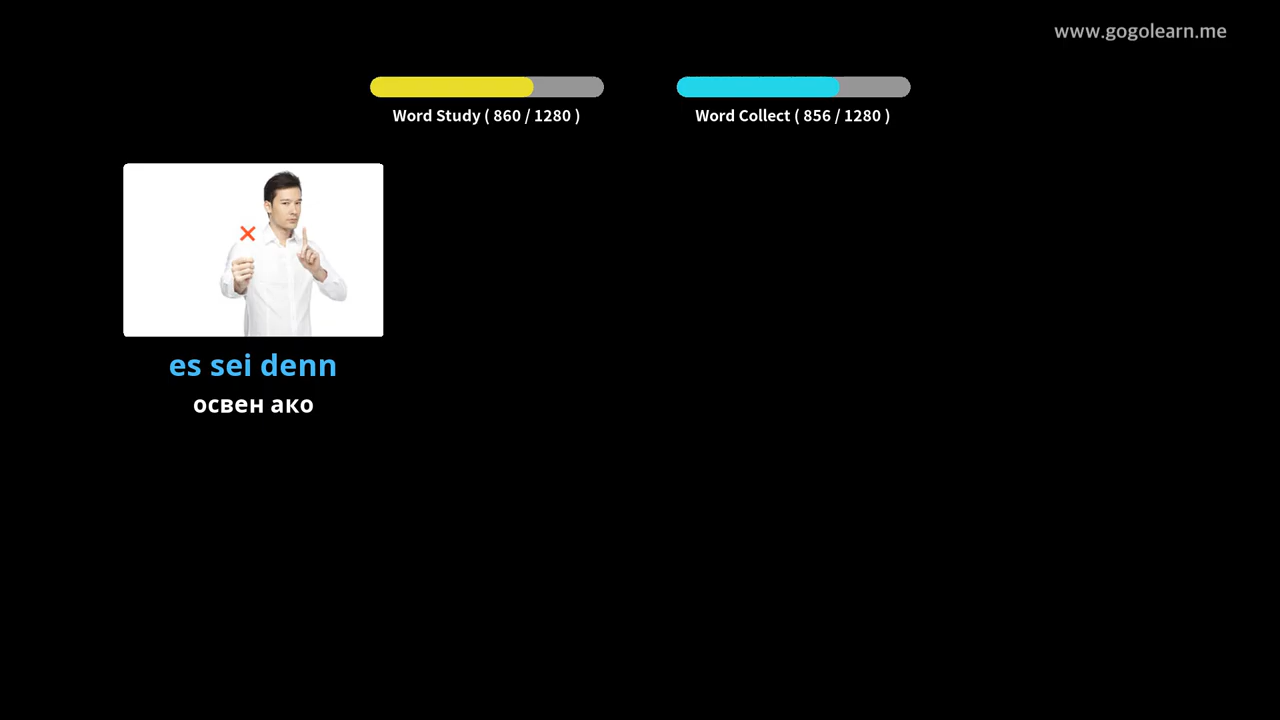 www.gogolearn.me
Word Study ( 860 / 1280 )
Word Collect ( 856 / 1280 )
es sei denn
освен ако